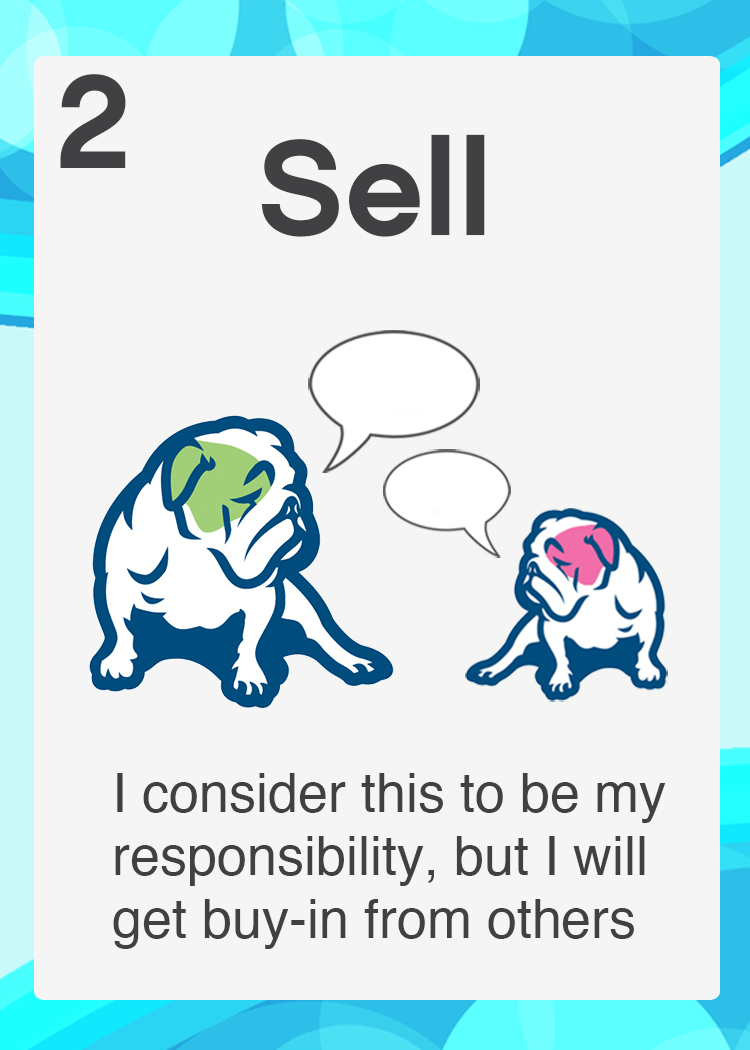 2
Sell
I consider this to be my
responsibility, but I will
get buy-in from others